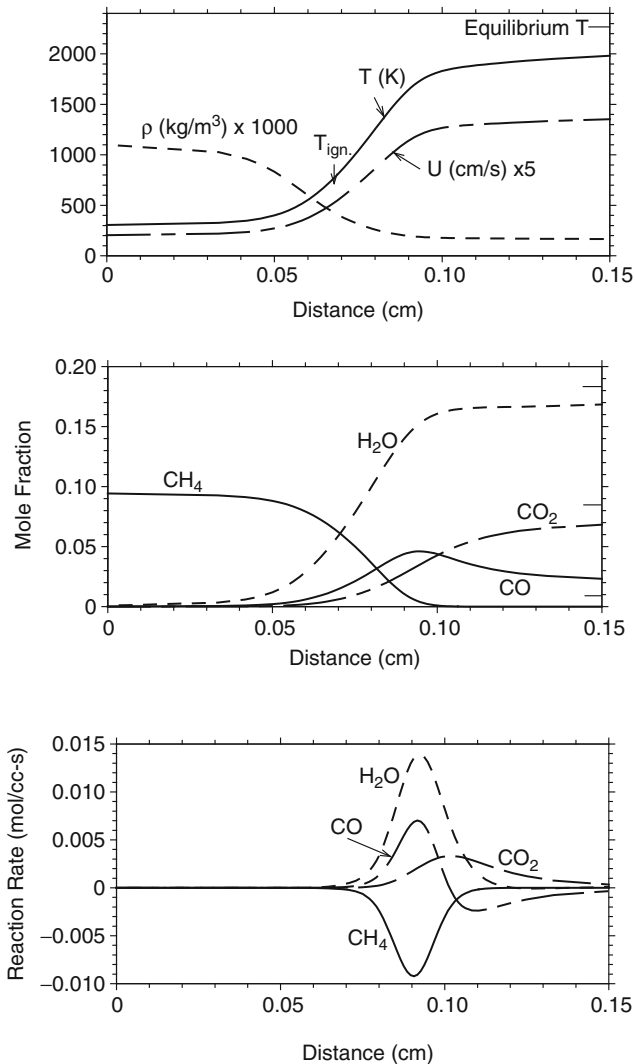 Equilibrium T
2000
T (K)
1500
ρ (kg/m³) x 1000
T_ign.
1000
U (cm/s) x5
500
0
0 0.05 0.10 0.15
Distance (cm)
0.20
0.15
H₂O
CH₄
0.10
Mole Fraction
CO₂
0.05
CO
0
0 0.05 0.10 0.15
Distance (cm)
0.015
H₂O
0.010
CO
0.005
CO₂
0
Reaction Rate (mol/cc-s)
−0.005
CH₄
−0.010
0 0.05 0.10 0.15
Distance (cm)